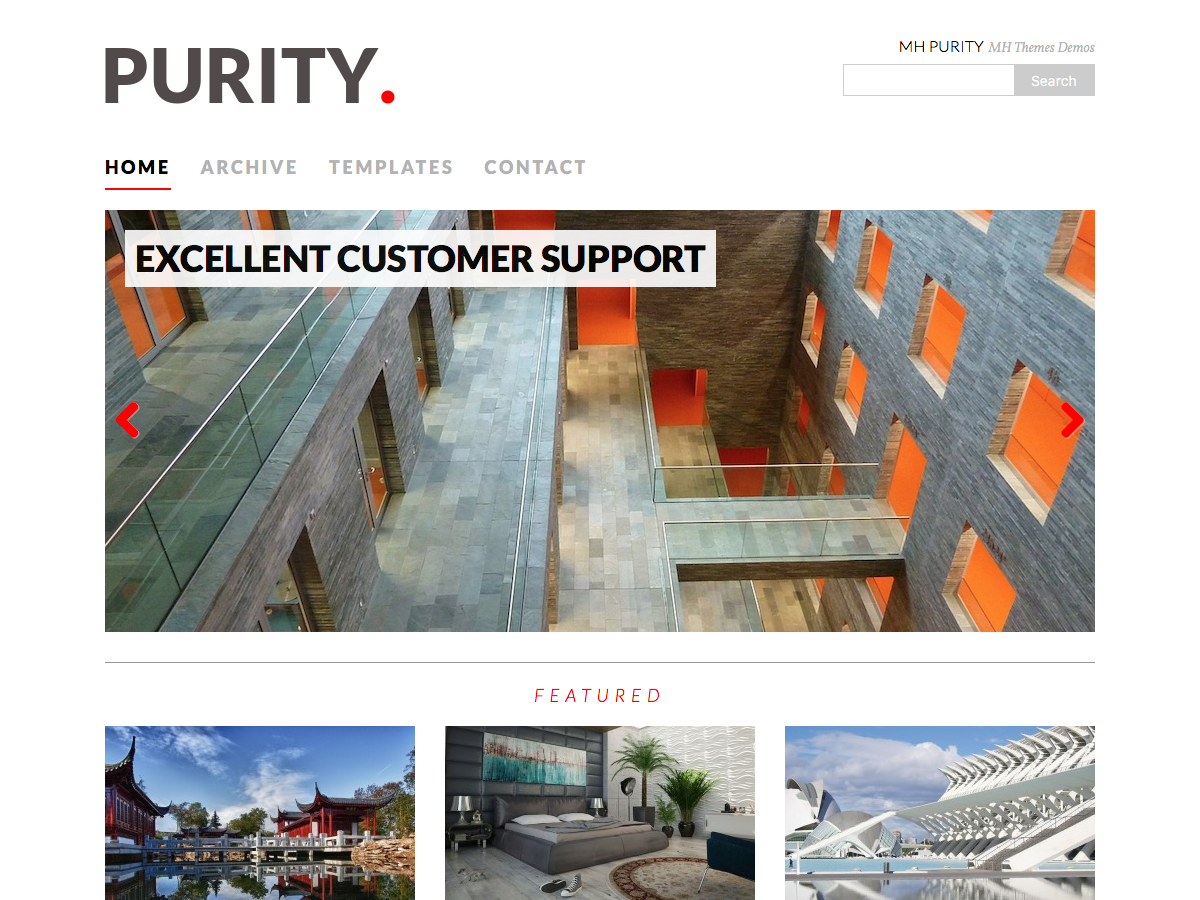 PURITY.
MH PURITY MH Themes Demos
Search
HOME ARCHIVE TEMPLATES CONTACT
EXCELLENT CUSTOMER SUPPORT
FEATURED